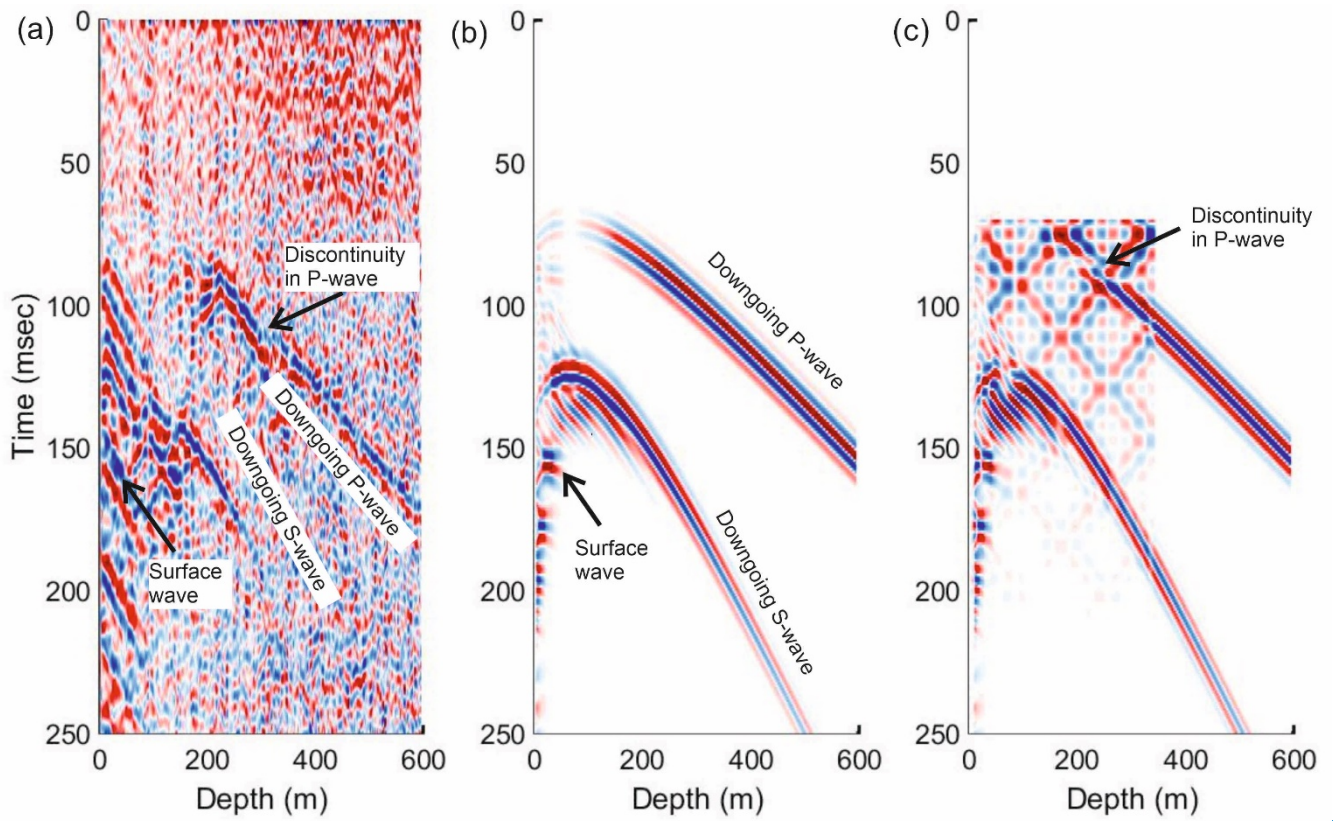 (a)
0
50
100
150
200
250
Time (msec)
0
200
400
600
Depth (m)
Discontinuity
in P-wave
Downgoing P-wave
Downgoing S-wave
Surface
wave
(b)
0
50
100
150
200
250
0
200
400
600
Depth (m)
Downgoing P-wave
Downgoing S-wave
Surface
wave
(c)
0
50
100
150
200
250
0
200
400
600
Depth (m)
Discontinuity
in P-wave